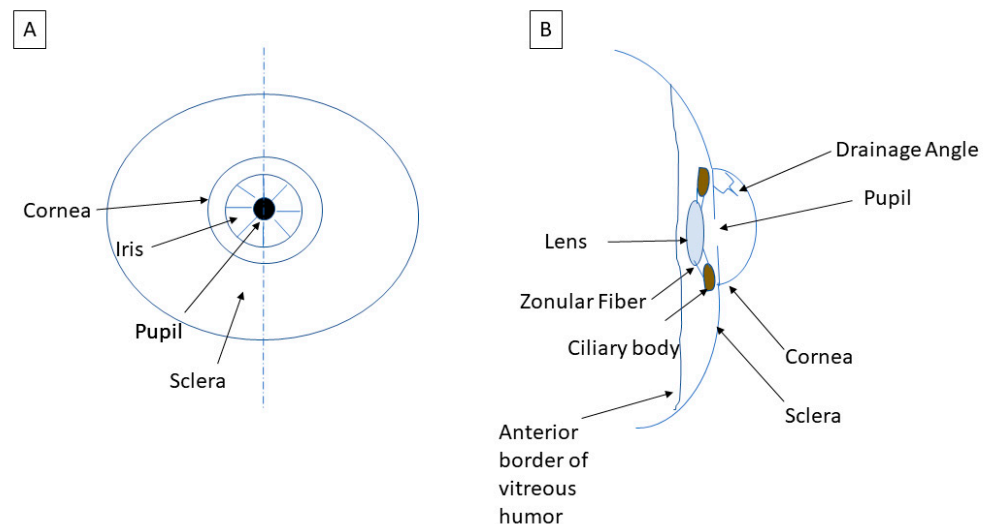 A
B
Drainage Angle
Cornea
Pupil
Iris
Lens
Zonular Fiber
Pupil
Ciliary body
Cornea
Sclera
Sclera
Anterior
border of
vitreous
humor